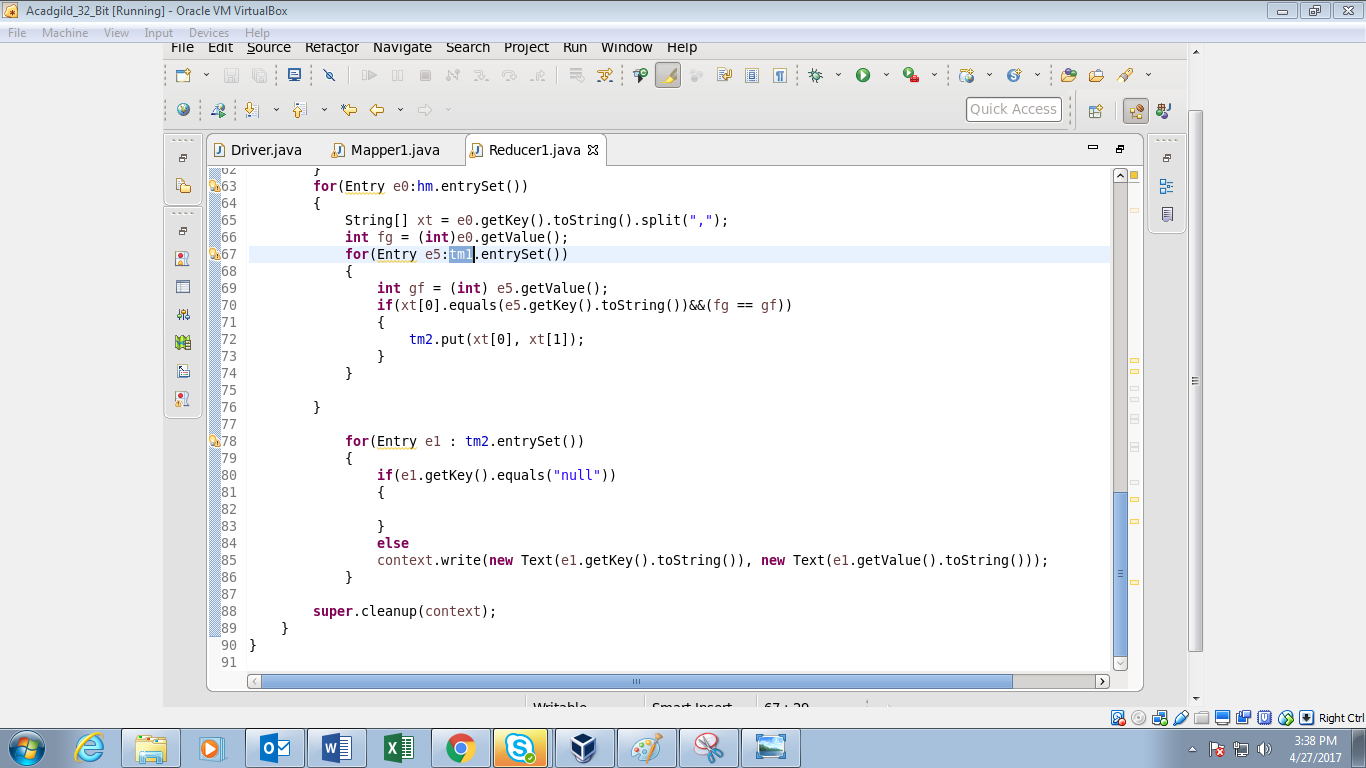 Acadgild_32_Bit [Running] - Oracle VM VirtualBox
File Machine View Input Devices Help
File Edit Source Refactor Navigate Search Project Run Window Help
Quick Access
Driver.java Mapper1.java Reducer1.java
62 }
63 for(Entry e0:hm.entrySet())
64 {
65 String[] xt = e0.getKey().toString().split(",");
66 int fg = (int)e0.getValue();
67 for(Entry e5:tm1.entrySet())
68 {
69 int gf = (int) e5.getValue();
70 if(xt[0].equals(e5.getKey().toString())&&(fg == gf))
71 {
72 tm2.put(xt[0], xt[1]);
73 }
74 }
75
76 }
77
78 for(Entry e1 : tm2.entrySet())
79 {
80 if(e1.getKey().equals("null"))
81 {
82
83 }
84 else
85 context.write(new Text(e1.getKey().toString()), new Text(e1.getValue().toString()));
86 }
87
88 super.cleanup(context);
89 }
90 }
91
Writable Smart Insert 67 : 29
Right Ctrl
3:38 PM
4/27/2017